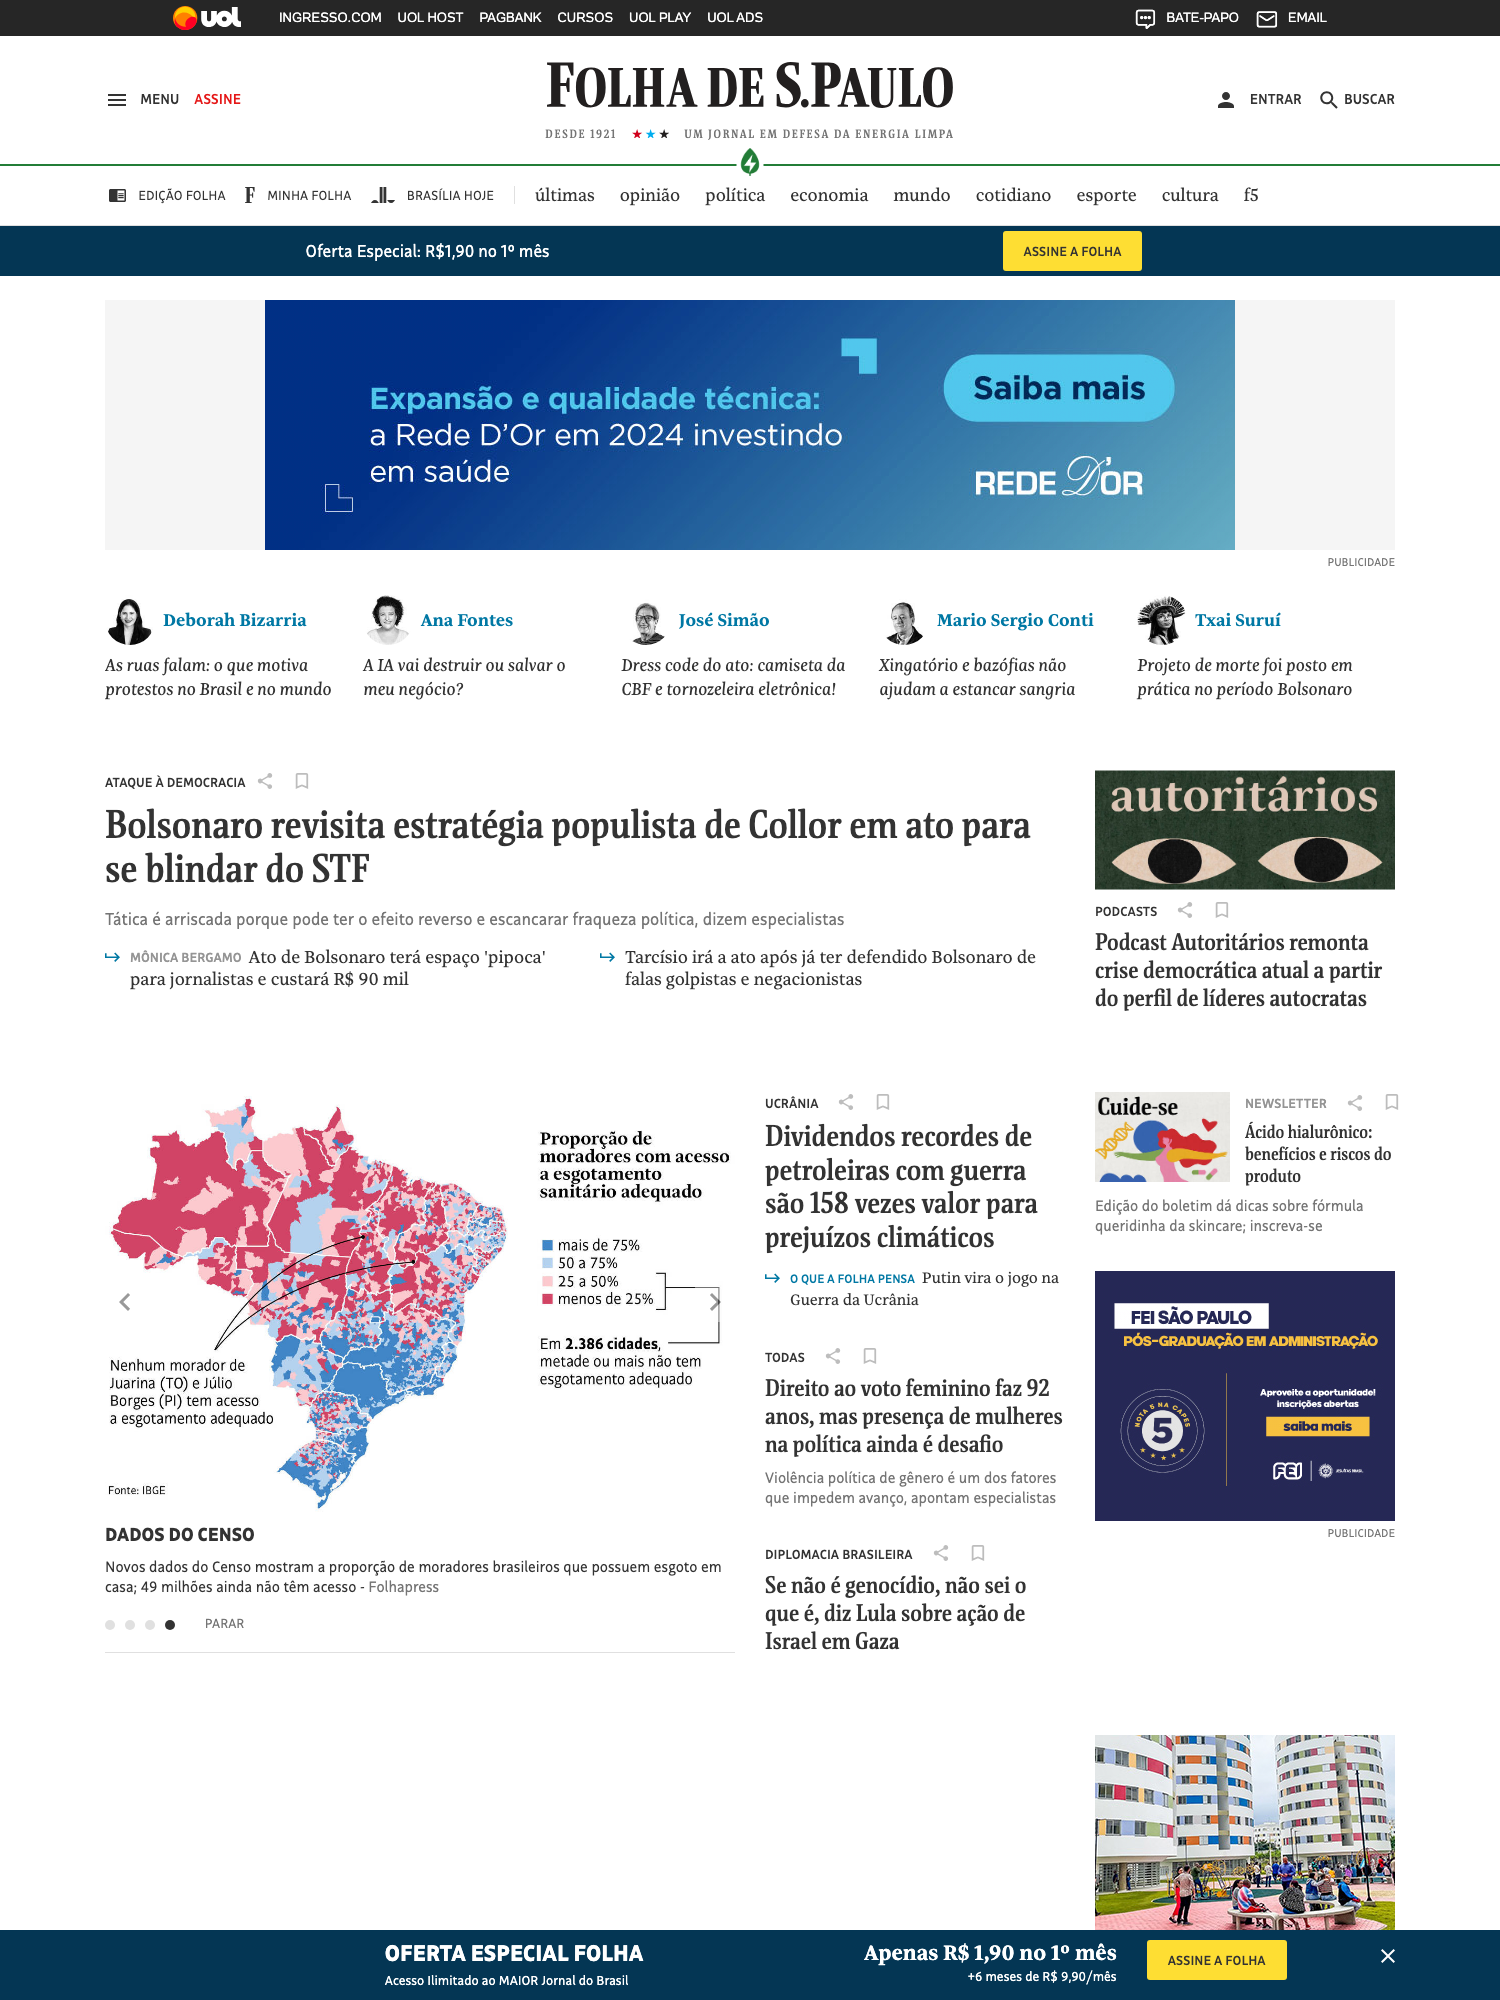 uol INGRESSO.COM UOL HOST PAGBANK CURSOS UOL PLAY UOL ADS BATE-PAPO EMAIL
MENU ASSINE
FOLHA DE S.PAULO
ENTRAR BUSCAR
DESDE 1921 ★★★ UM JORNAL EM DEFESA DA ENERGIA LIMPA
EDIÇÃO FOLHA F MINHA FOLHA BRASÍLIA HOJE últimas opinião política economia mundo cotidiano esporte cultura f5
Oferta Especial: R$1,90 no 1º mês ASSINE A FOLHA
Expansão e qualidade técnica:
a Rede D'Or em 2024 investindo
em saúde
Saiba mais
REDE D'OR
PUBLICIDADE
Deborah Bizarria
As ruas falam: o que motiva
protestos no Brasil e no mundo
Ana Fontes
A IA vai destruir ou salvar o
meu negócio?
José Simão
Dress code do ato: camiseta da
CBF e tornozeleira eletrônica!
Mario Sergio Conti
Xingatório e bazófias não
ajudam a estancar sangria
Txai Suruí
Projeto de morte foi posto em
prática no período Bolsonaro
ATAQUE À DEMOCRACIA
Bolsonaro revisita estratégia populista de Collor em ato para
se blindar do STF
Tática é arriscada porque pode ter o efeito reverso e escancarar fraqueza política, dizem especialistas
MÔNICA BERGAMO Ato de Bolsonaro terá espaço 'pipoca'
para jornalistas e custará R$ 90 mil
Tarcísio irá a ato após já ter defendido Bolsonaro de
falas golpistas e negacionistas
autoritários
PODCASTS
Podcast Autoritários remonta
crise democrática atual a partir
do perfil de líderes autocratas
Proporção de
moradores com acesso
a esgotamento
sanitário adequado
mais de 75%
50 a 75%
25 a 50%
menos de 25%
Em 2.386 cidades,
metade ou mais não tem
esgotamento adequado
Nenhum morador de
Juarina (TO) e Júlio
Borges (PI) tem acesso
a esgotamento adequado
Fonte: IBGE
DADOS DO CENSO
Novos dados do Censo mostram a proporção de moradores brasileiros que possuem esgoto em
casa; 49 milhões ainda não têm acesso - Folhapress
PARAR
UCRÂNIA
Dividendos recordes de
petroleiras com guerra
são 158 vezes valor para
prejuízos climáticos
O QUE A FOLHA PENSA Putin vira o jogo na
Guerra da Ucrânia
TODAS
Direito ao voto feminino faz 92
anos, mas presença de mulheres
na política ainda é desafio
Violência política de gênero é um dos fatores
que impedem avanço, apontam especialistas
DIPLOMACIA BRASILEIRA
Se não é genocídio, não sei o
que é, diz Lula sobre ação de
Israel em Gaza
Cuide-se
NEWSLETTER
Ácido hialurônico:
benefícios e riscos do
produto
Edição do boletim dá dicas sobre fórmula
queridinha da skincare; inscreva-se
FEI SÃO PAULO
PÓS-GRADUAÇÃO EM ADMINISTRAÇÃO
NOTA 5 NA CAPES
5
Aproveite a oportunidade!
inscrições abertas
saiba mais
FEI JESUÍTAS BRASIL
PUBLICIDADE
OFERTA ESPECIAL FOLHA
Acesso Ilimitado ao MAIOR Jornal do Brasil
Apenas R$ 1,90 no 1º mês
+6 meses de R$ 9,90/mês
ASSINE A FOLHA